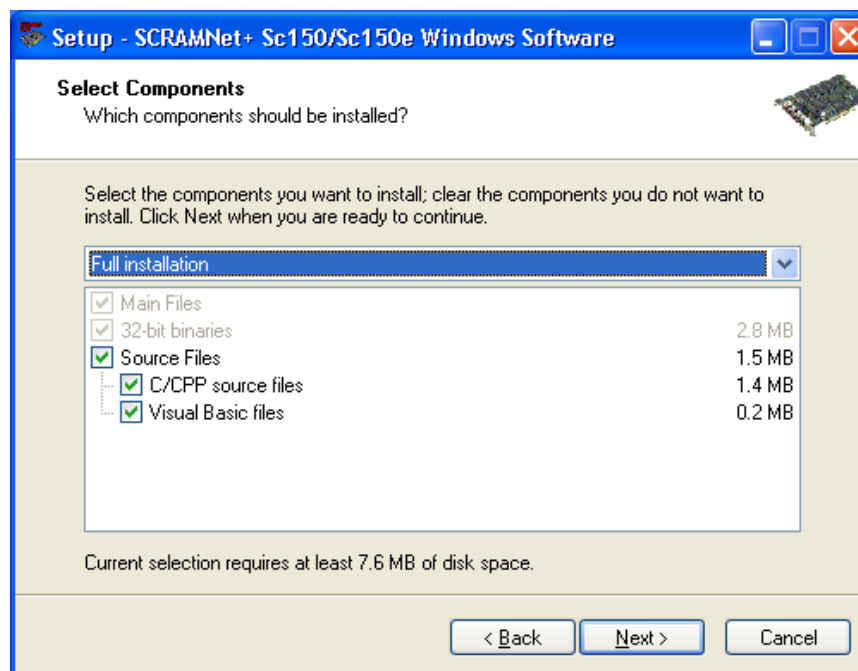 Setup - SCRAMNet+ Sc150/Sc150e Windows Software
Select Components
Which components should be installed?
Select the components you want to install; clear the components you do not want to
install. Click Next when you are ready to continue.
Full installation
Main Files
32-bit binaries 2.8 MB
Source Files 1.5 MB
C/CPP source files 1.4 MB
Visual Basic files 0.2 MB
Current selection requires at least 7.6 MB of disk space.
< Back Next > Cancel